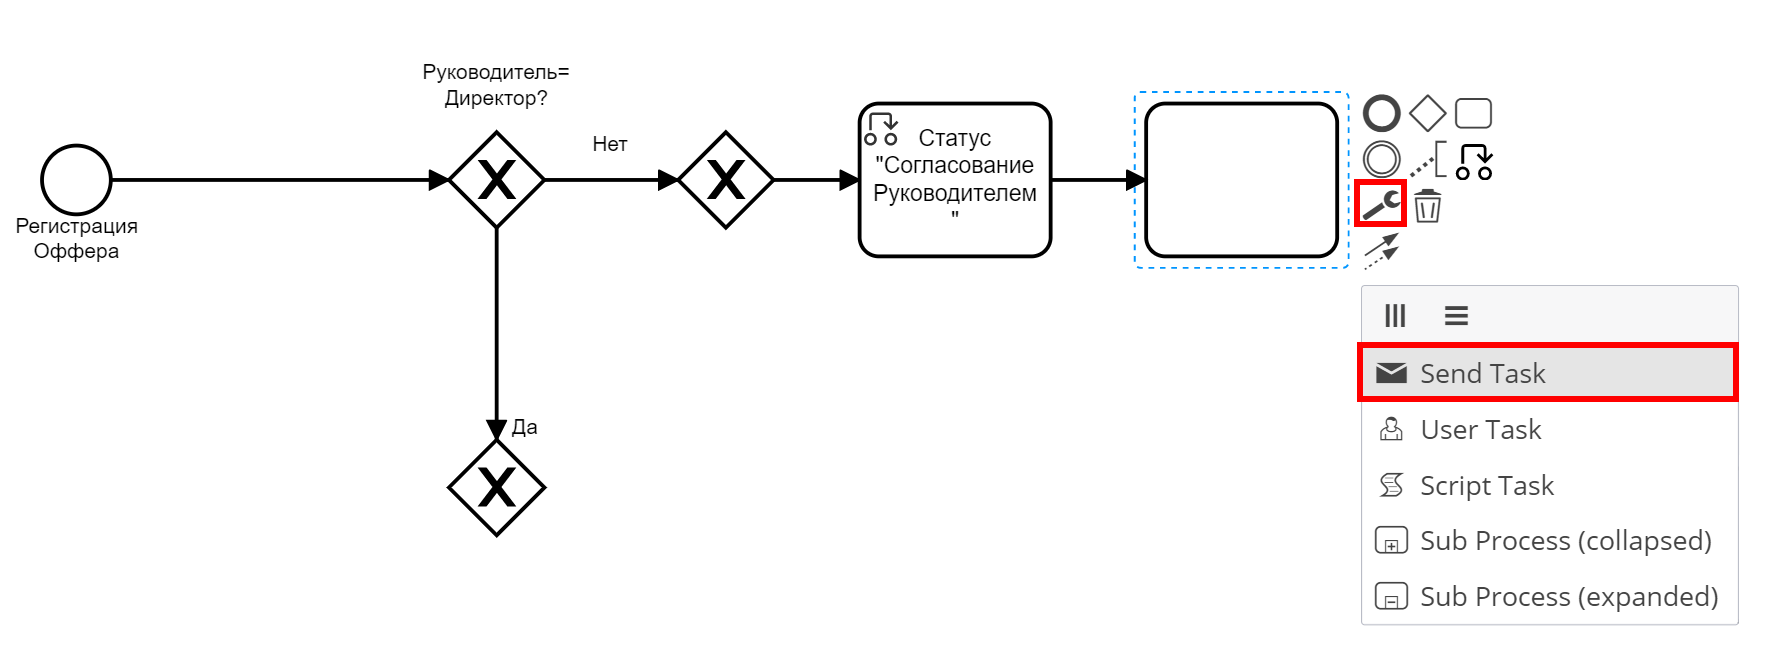 Руководитель=
Директор?
Нет
Статус
"Согласование
Руководителем
"
Регистрация
Оффера
Да
Send Task
User Task
Script Task
Sub Process (collapsed)
Sub Process (expanded)